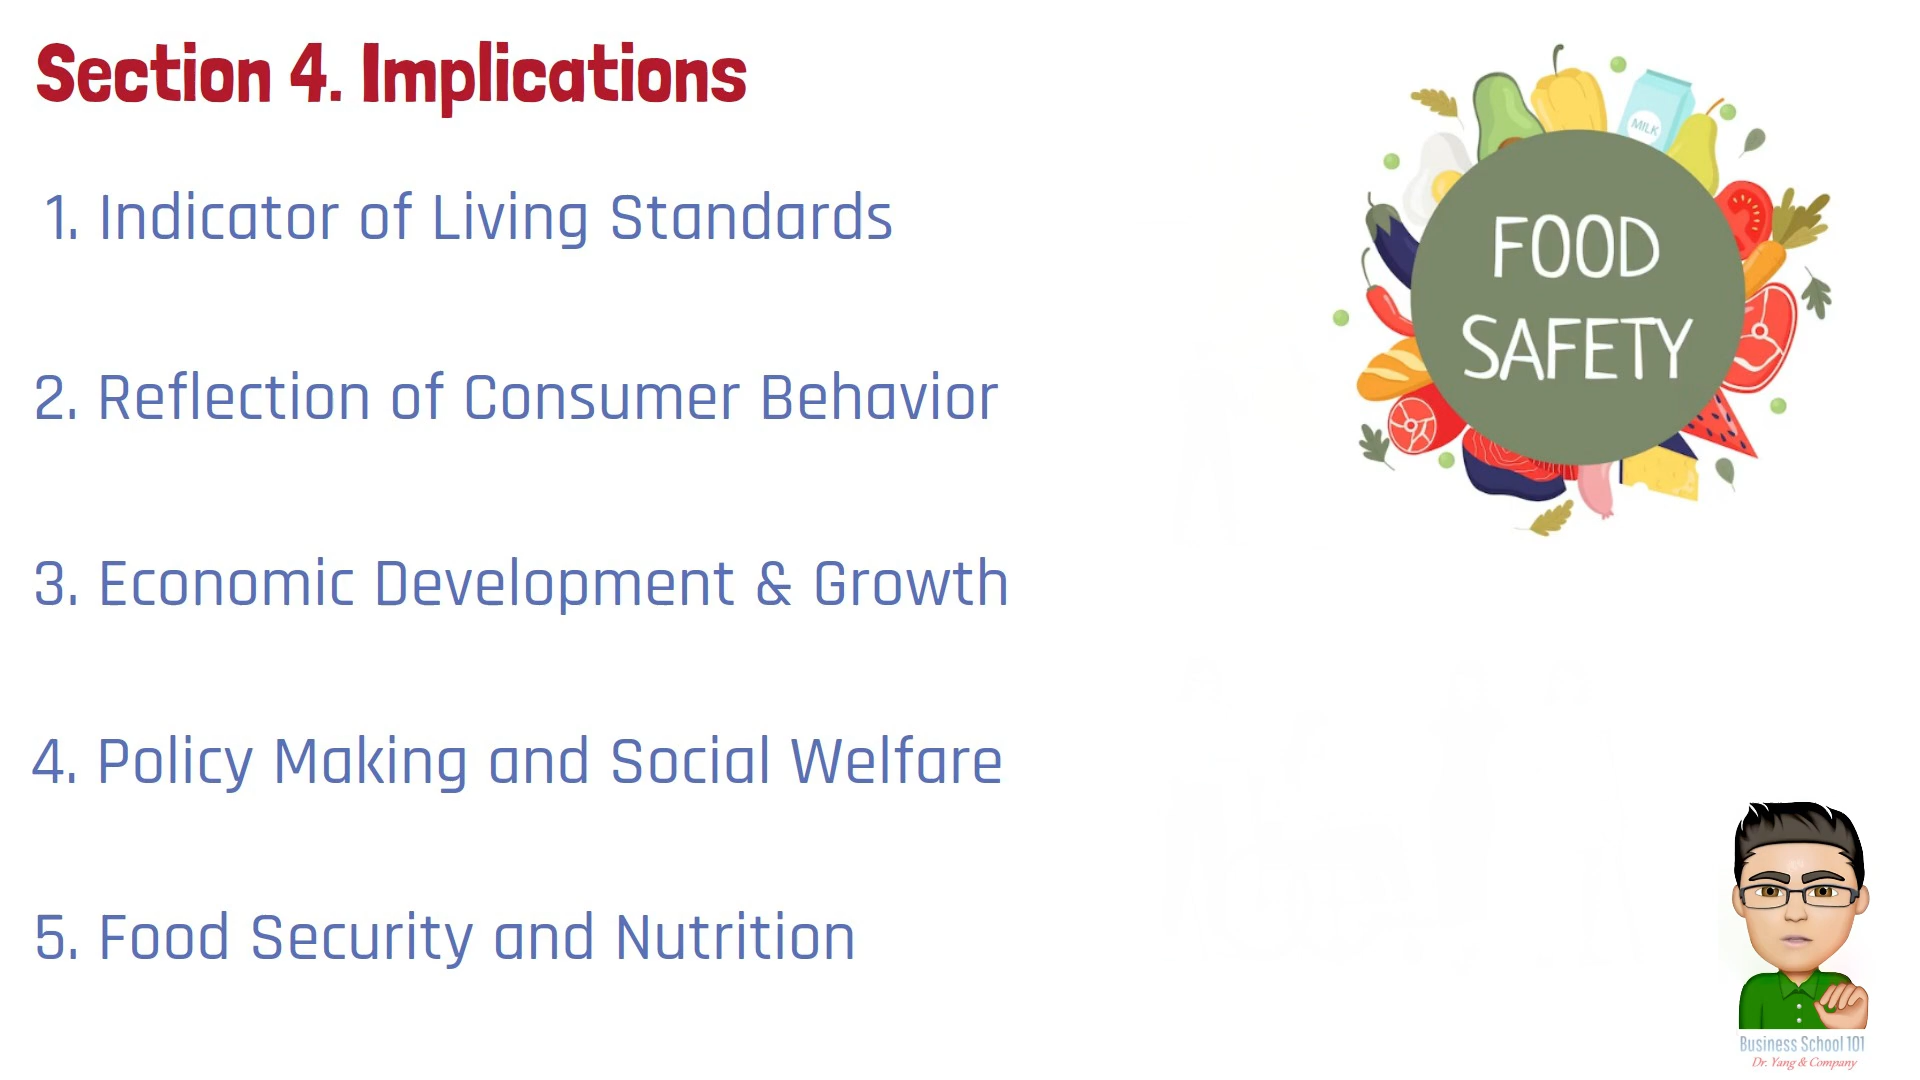 Section 4. Implications
1. Indicator of Living Standards
2. Reflection of Consumer Behavior
3. Economic Development & Growth
4. Policy Making and Social Welfare
5. Food Security and Nutrition
MILK
FOOD
SAFETY
Business School 101
Dr. Yang & Company